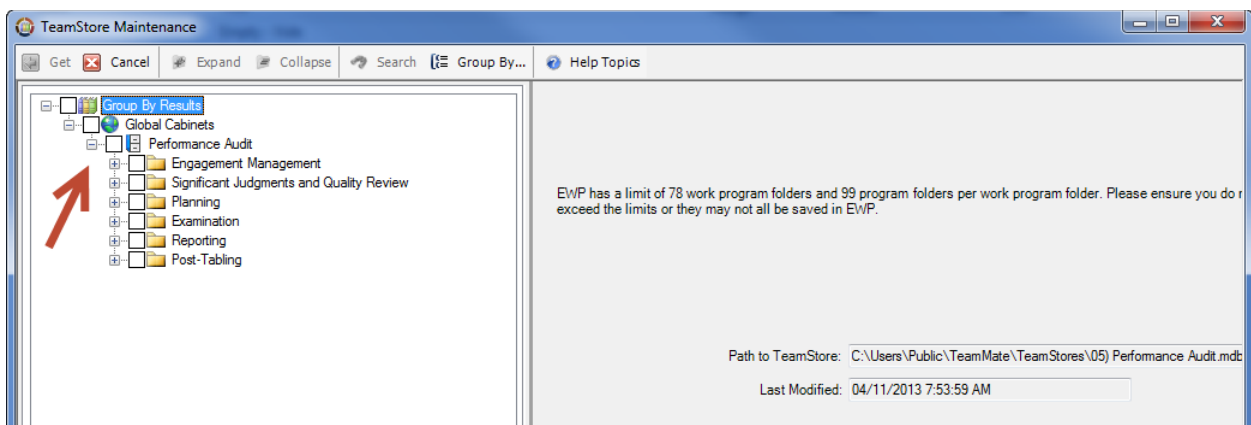 TeamStore Maintenance
Get Cancel Expand Collapse Search Group By... Help Topics
Group By Results
Global Cabinets
Performance Audit
Engagement Management
Significant Judgments and Quality Review
Planning
Examination
Reporting
Post-Tabling
EWP has a limit of 78 work program folders and 99 program folders per work program folder. Please ensure you do
exceed the limits or they may not all be saved in EWP.
Path to TeamStore: C:\Users\Public\TeamMate\TeamStores\05) Performance Audit.mdb
Last Modified: 04/11/2013 7:53:59 AM